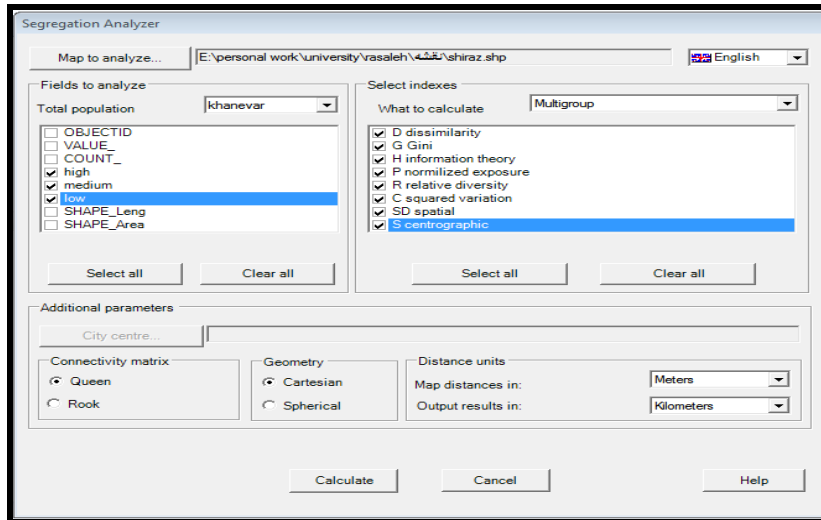 Segregation Analyzer
Map to analyze...
E:\personal work\university\rasaleh\نقشه\shiraz.shp
English
Fields to analyze
Total population
khanevar
OBJECTID
VALUE_
COUNT_
high
medium
low
SHAPE_Leng
SHAPE_Area
Select all
Clear all
Select indexes
What to calculate
Multigroup
D dissimilarity
G Gini
H information theory
P normilized exposure
R relative diversity
C squared variation
SD spatial
S centrographic
Select all
Clear all
Additional parameters
City centre...
Connectivity matrix
Queen
Rook
Geometry
Cartesian
Spherical
Distance units
Map distances in:
Meters
Output results in:
Kilometers
Calculate
Cancel
Help